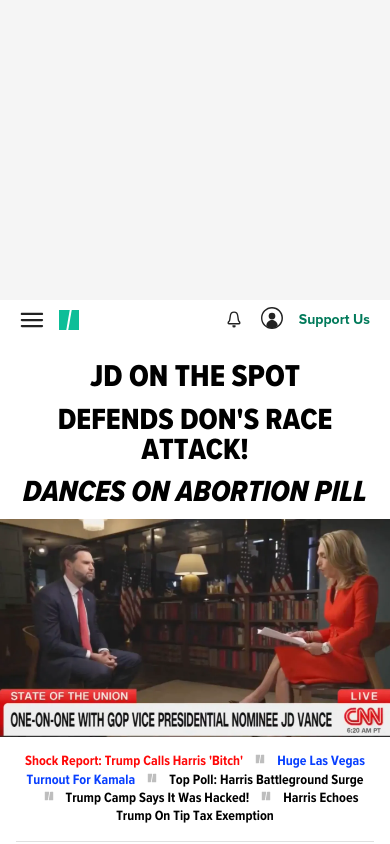 Support Us
JD ON THE SPOT
DEFENDS DON'S RACE
ATTACK!
DANCES ON ABORTION PILL
STATE OF THE UNION
LIVE
ONE-ON-ONE WITH GOP VICE PRESIDENTIAL NOMINEE JD VANCE
CNN
6:20 AM PT
Shock Report: Trump Calls Harris 'Bitch' Huge Las Vegas
Turnout For Kamala Top Poll: Harris Battleground Surge
Trump Camp Says It Was Hacked! Harris Echoes
Trump On Tip Tax Exemption